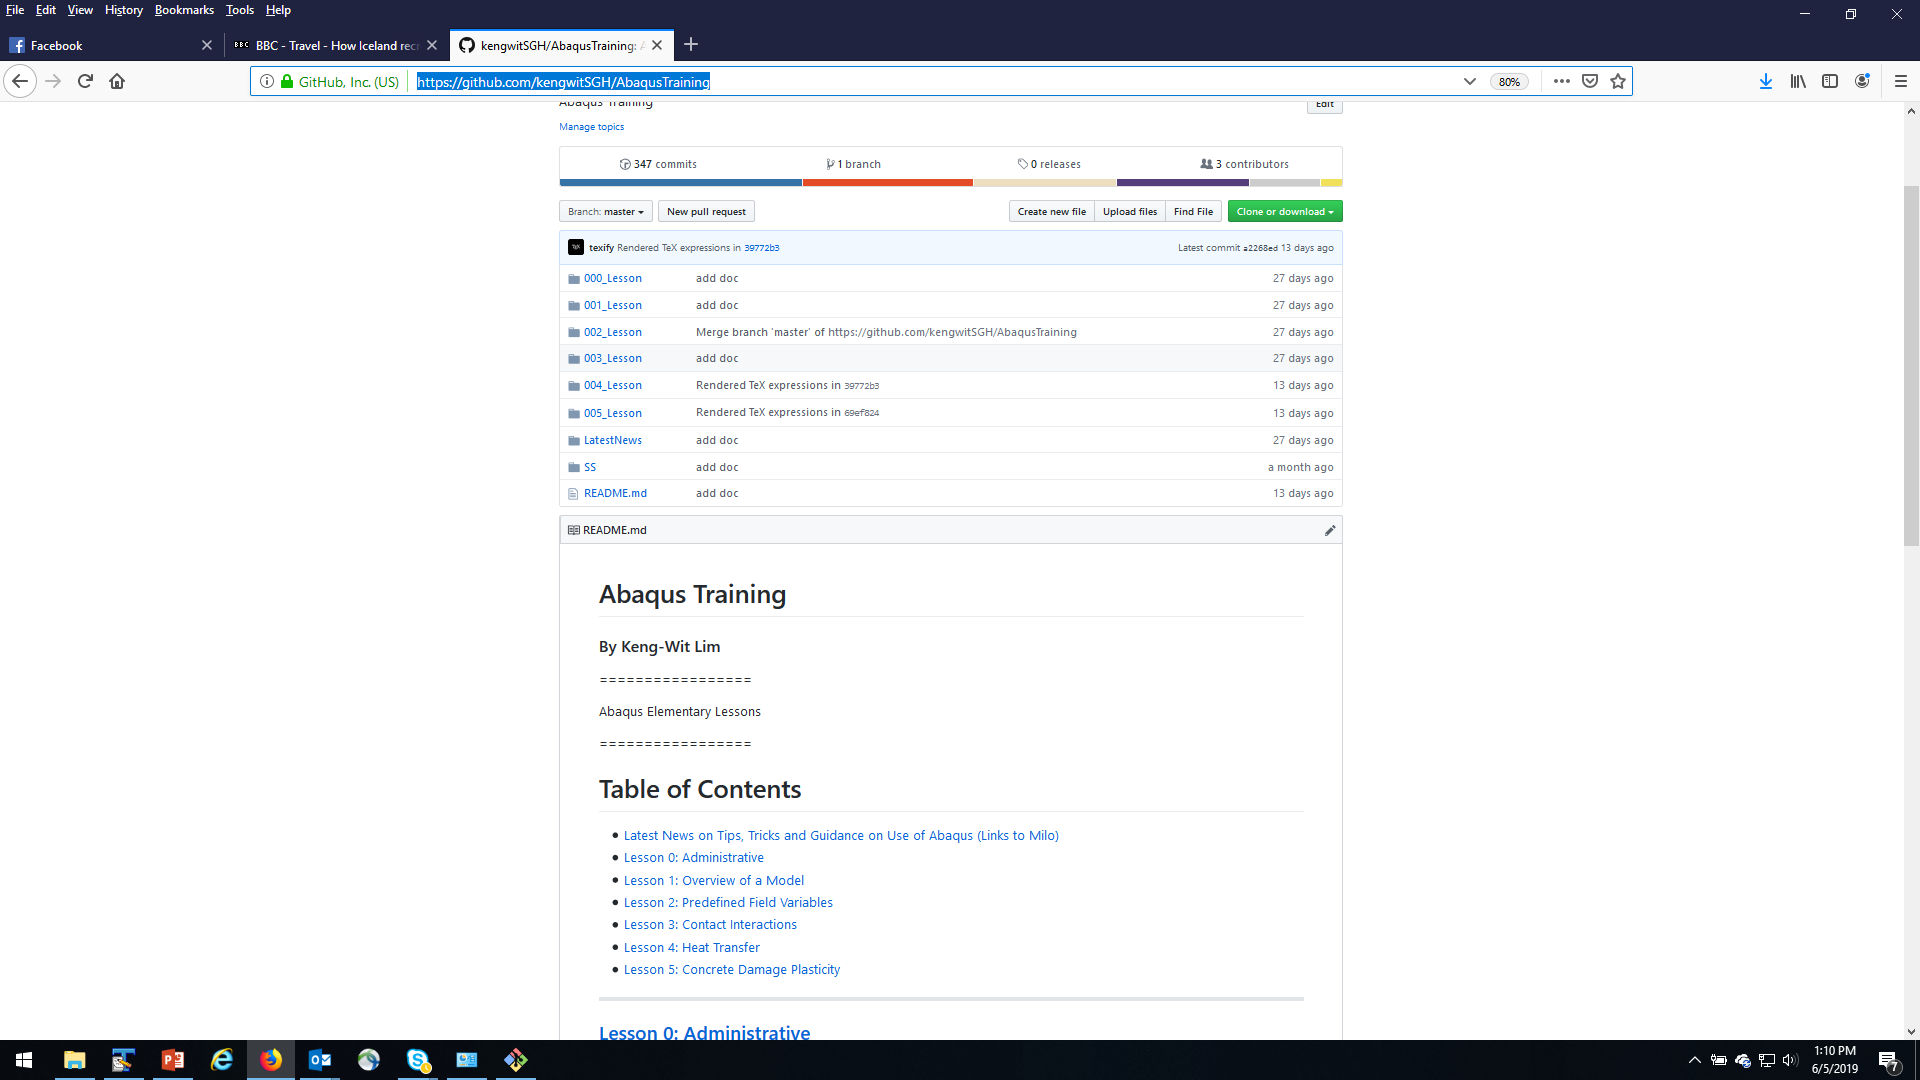 File Edit View History Bookmarks Tools Help
Facebook
BBC BBC - Travel - How Iceland rec
kengwitSGH/AbaqusTraining: A
GitHub, Inc. (US) https://github.com/kengwitSGH/AbaqusTraining 80%
Abaqus Training Edit
Manage topics
347 commits 1 branch 0 releases 3 contributors
Branch: master New pull request Create new file Upload files Find File Clone or download
texify Rendered TeX expressions in 39772b3 Latest commit a2268ed 13 days ago
000_Lesson add doc 27 days ago
001_Lesson add doc 27 days ago
002_Lesson Merge branch 'master' of https://github.com/kengwitSGH/AbaqusTraining 27 days ago
003_Lesson add doc 27 days ago
004_Lesson Rendered TeX expressions in 39772b3 13 days ago
005_Lesson Rendered TeX expressions in 69ef824 13 days ago
LatestNews add doc 27 days ago
SS add doc a month ago
README.md add doc 13 days ago
README.md
Abaqus Training
By Keng-Wit Lim
=================
Abaqus Elementary Lessons
=================
Table of Contents
Latest News on Tips, Tricks and Guidance on Use of Abaqus (Links to Milo)
Lesson 0: Administrative
Lesson 1: Overview of a Model
Lesson 2: Predefined Field Variables
Lesson 3: Contact Interactions
Lesson 4: Heat Transfer
Lesson 5: Concrete Damage Plasticity
Lesson 0: Administrative
1:10 PM
6/5/2019
7